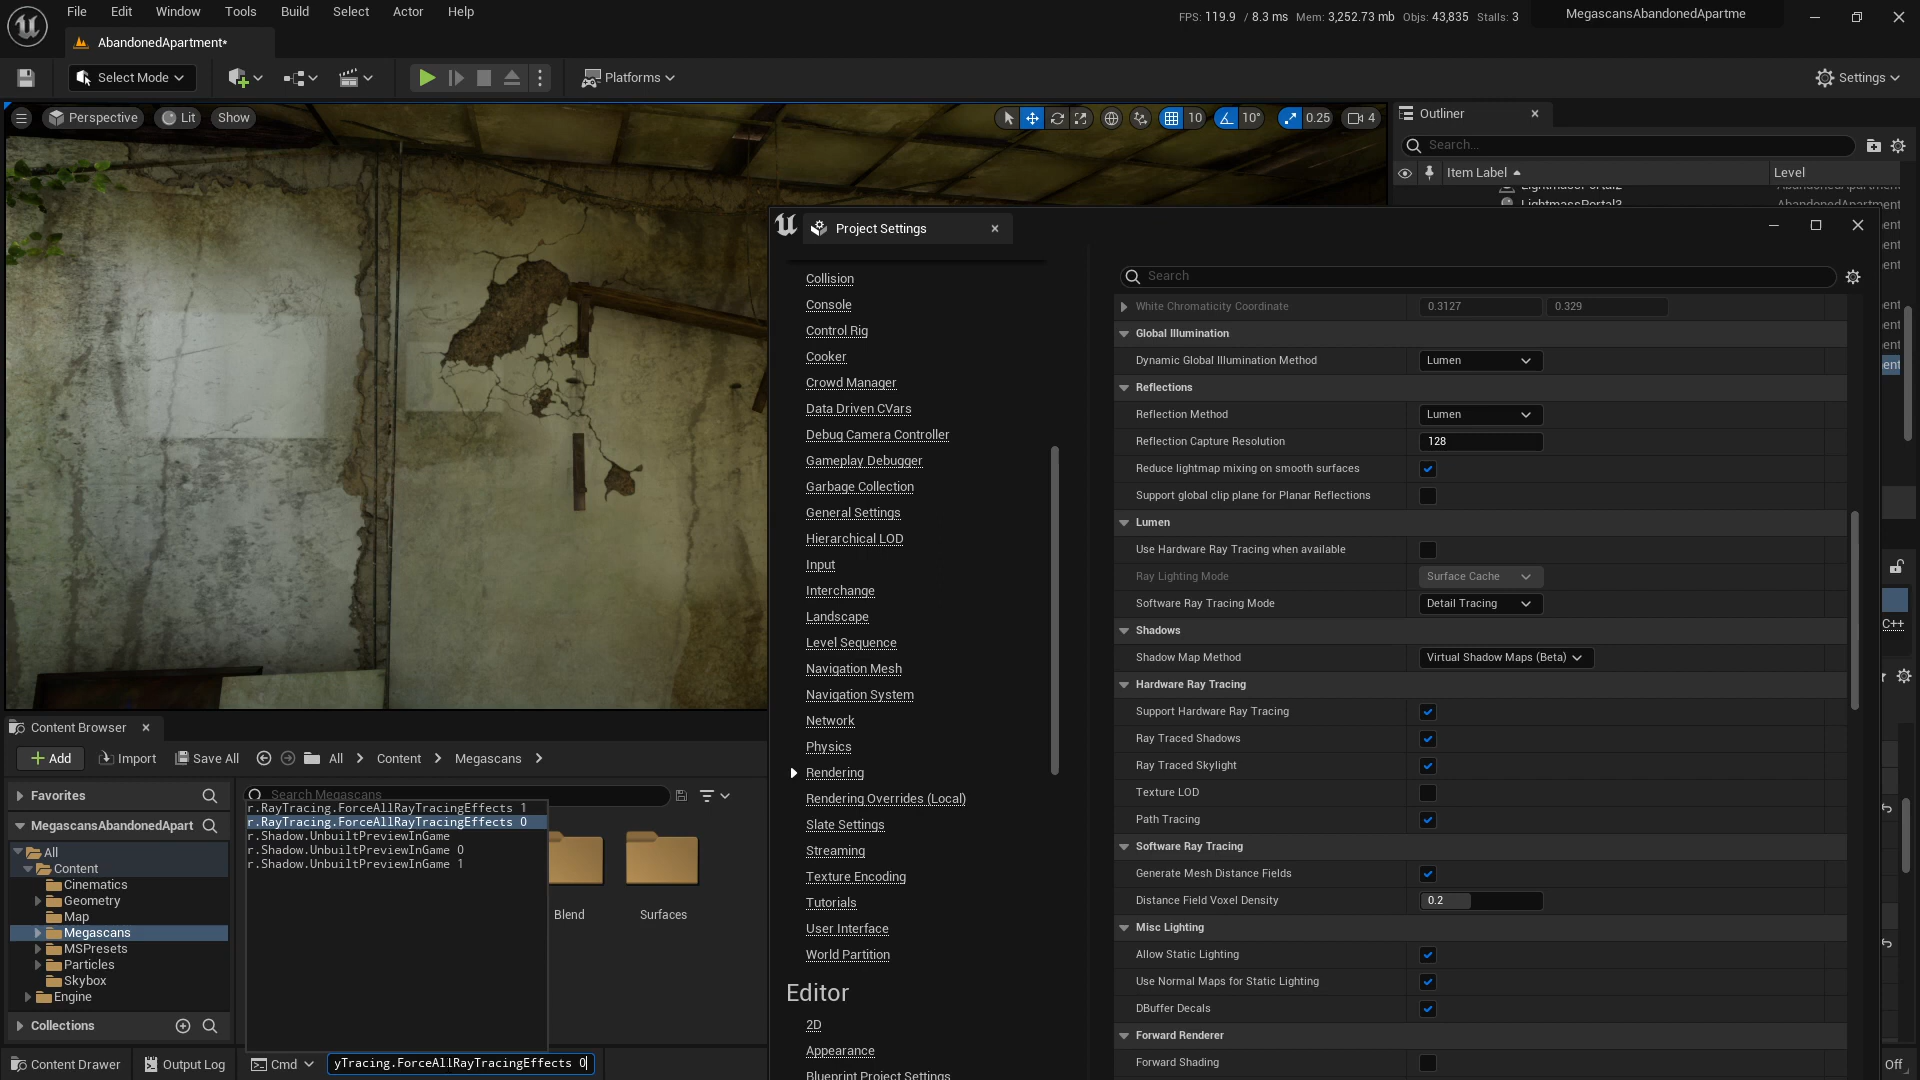 File Edit Window Tools Build Select Actor Help
FPS: 119.9 / 8.3 ms Mem: 3,252.73 mb Objs: 43,835 Stalls: 3
MegascansAbandonedApartme
AbandonedApartment*
Select Mode
Platforms
Settings
Perspective Lit Show
10 10° 0.25 4
Outliner
Search...
Item Label Level
LightmassPortal3 AbandonedApartment
Project Settings
Collision
Console
Control Rig
Cooker
Crowd Manager
Data Driven CVars
Debug Camera Controller
Gameplay Debugger
Garbage Collection
General Settings
Hierarchical LOD
Input
Interchange
Landscape
Level Sequence
Navigation Mesh
Navigation System
Network
Physics
Rendering
Rendering Overrides (Local)
Slate Settings
Streaming
Texture Encoding
Tutorials
User Interface
World Partition
Editor
2D
Appearance
Blueprint Project Settings
Search
White Chromaticity Coordinate 0.3127 0.329
Global Illumination
Dynamic Global Illumination Method Lumen
Reflections
Reflection Method Lumen
Reflection Capture Resolution 128
Reduce lightmap mixing on smooth surfaces
Support global clip plane for Planar Reflections
Lumen
Use Hardware Ray Tracing when available
Ray Lighting Mode Surface Cache
Software Ray Tracing Mode Detail Tracing
Shadows
Shadow Map Method Virtual Shadow Maps (Beta)
Hardware Ray Tracing
Support Hardware Ray Tracing
Ray Traced Shadows
Ray Traced Skylight
Texture LOD
Path Tracing
Software Ray Tracing
Generate Mesh Distance Fields
Distance Field Voxel Density 0.2
Misc Lighting
Allow Static Lighting
Use Normal Maps for Static Lighting
DBuffer Decals
Forward Renderer
Forward Shading
C++
Off
Content Browser
Add Import Save All All Content Megascans
Favorites
MegascansAbandonedApart
All
Content
Cinematics
Geometry
Map
Megascans
MSPresets
Particles
Skybox
Engine
Collections
Search Megascans
r.RayTracing.ForceAllRayTracingEffects 1
r.RayTracing.ForceAllRayTracingEffects 0
r.Shadow.UnbuiltPreviewInGame
r.Shadow.UnbuiltPreviewInGame 0
r.Shadow.UnbuiltPreviewInGame 1
Blend Surfaces
Content Drawer Output Log Cmd yTracing.ForceAllRayTracingEffects 0